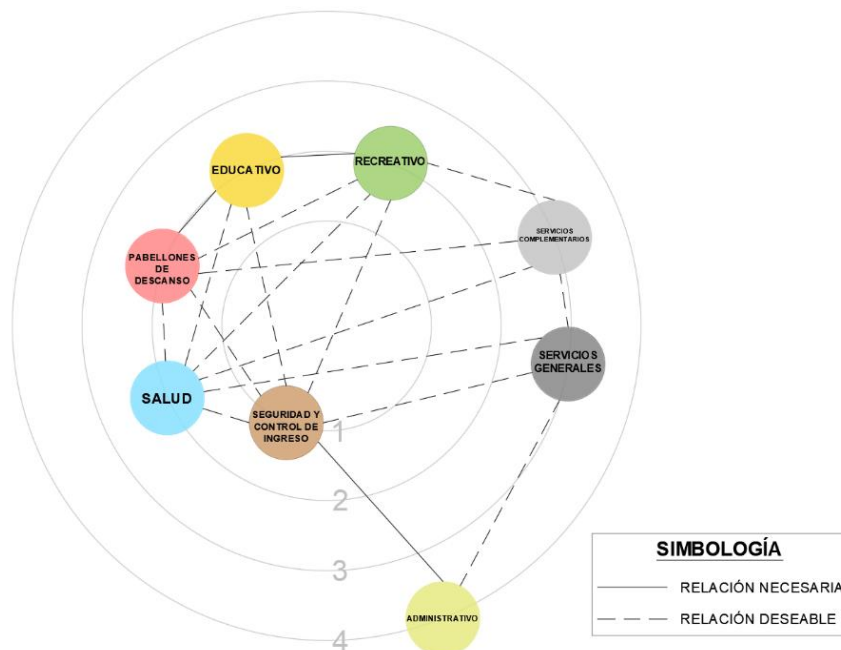 EDUCATIVO
RECREATIVO
SERVICIOS
COMPLEMENTARIOS
PABELLONES
DE
DESCANSO
SERVICIOS
GENERALES
SALUD
SEGURIDAD Y
CONTROL DE
INGRESO
1
2
3
4
ADMINISTRATIVO
SIMBOLOGÍA
RELACIÓN NECESARIA
RELACIÓN DESEABLE